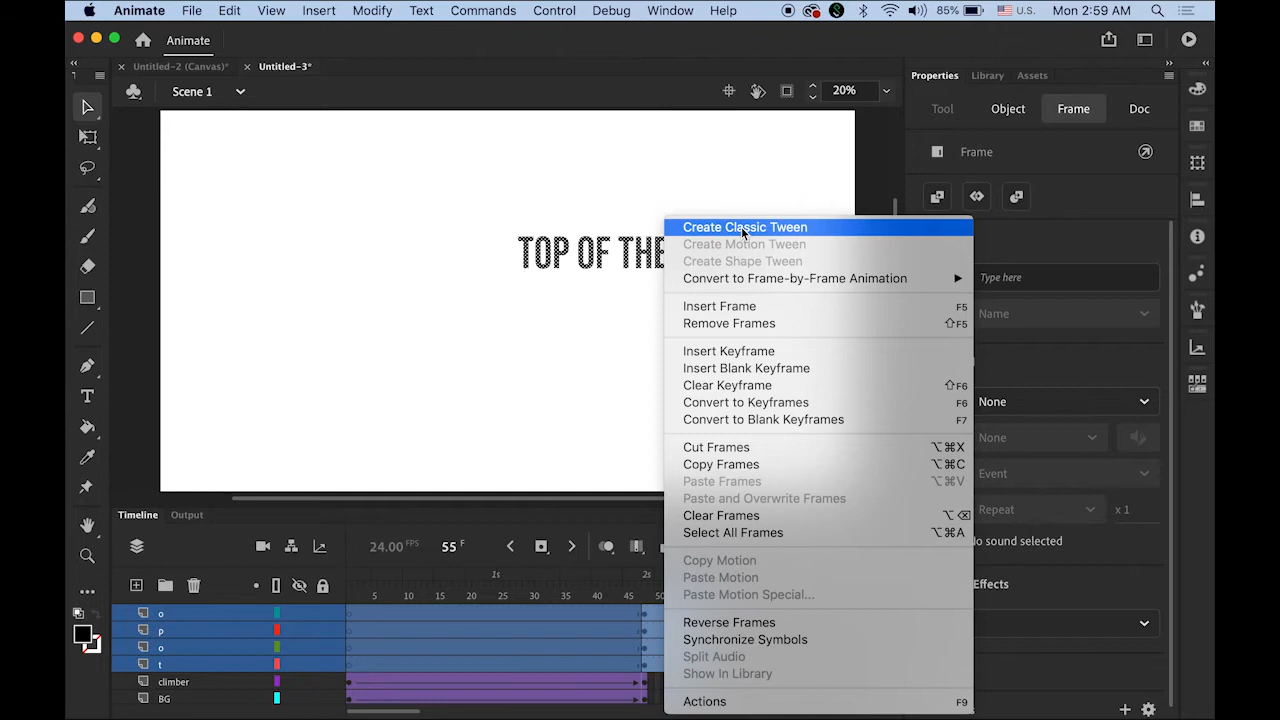 Animate File Edit View Insert Modify Text Commands Control Debug Window Help 85% U.S. Mon 2:59 AM
Animate
Untitled-2 (Canvas)* Untitled-3*
Scene 1 20%
TOP OF THE
Create Classic Tween
Create Motion Tween
Create Shape Tween
Convert to Frame-by-Frame Animation
Insert Frame F5
Remove Frames ⇧F5
Insert Keyframe
Insert Blank Keyframe
Clear Keyframe ⇧F6
Convert to Keyframes F6
Convert to Blank Keyframes F7
Cut Frames ⌥⌘X
Copy Frames ⌥⌘C
Paste Frames ⌥⌘V
Paste and Overwrite Frames
Clear Frames ⌥⌫
Select All Frames ⌥⌘A
Copy Motion
Paste Motion
Paste Motion Special...
Reverse Frames
Synchronize Symbols
Split Audio
Show In Library
Actions F9
Properties Library Assets
Tool Object Frame Doc
Frame
Type here
Name
None
None
Event
Repeat x 1
No sound selected
Effects
Timeline Output
24.00 FPS 55 F
1s 2s
5 10 15 20 25 30 35 40 45 50
o
p
o
t
climber
BG